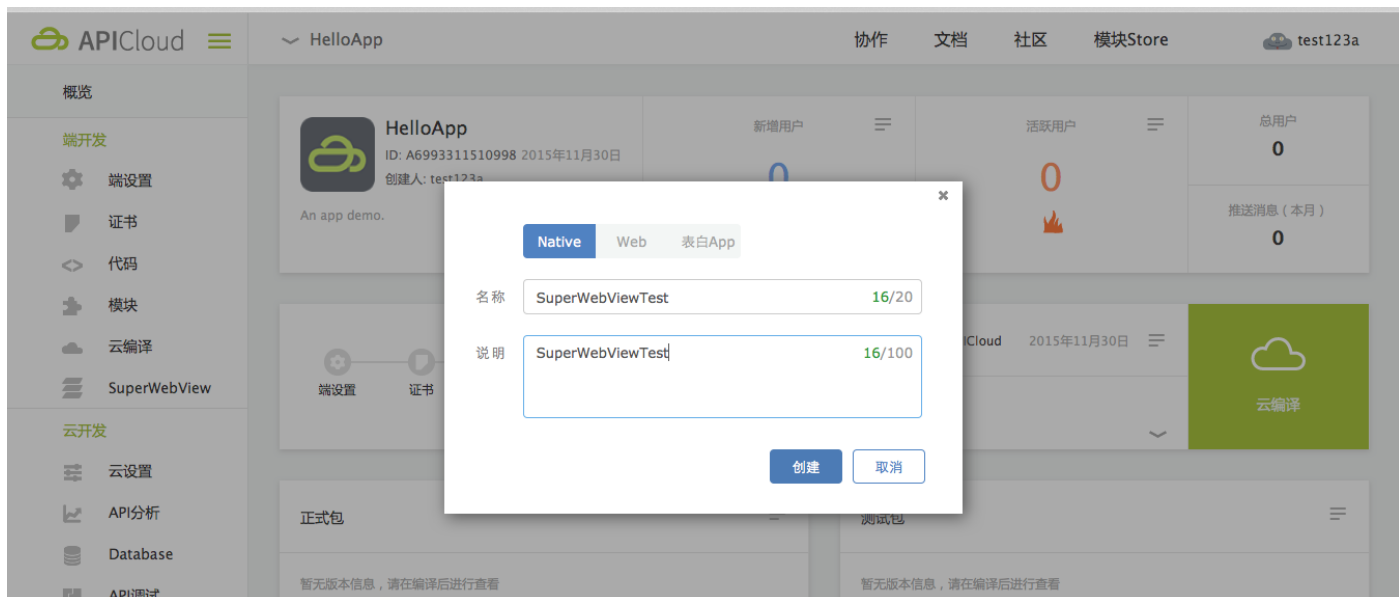 APICloud
HelloApp
协作 文档 社区 模块Store
test123a
概览
端开发
端设置
证书
代码
模块
云编译
SuperWebView
云开发
云设置
API分析
Database
API调试
HelloApp
ID: A6993311510998 2015年11月30日
创建人: test123a
An app demo.
新增用户
0
活跃用户
0
总用户
0
推送消息（本月）
0
Native Web 表白App
名称 SuperWebViewTest 16/20
说明 SuperWebViewTest 16/100
创建 取消
端设置 证书
ICloud 2015年11月30日
云编译
正式包
暂无版本信息，请在编译后进行查看
测试包
暂无版本信息，请在编译后进行查看